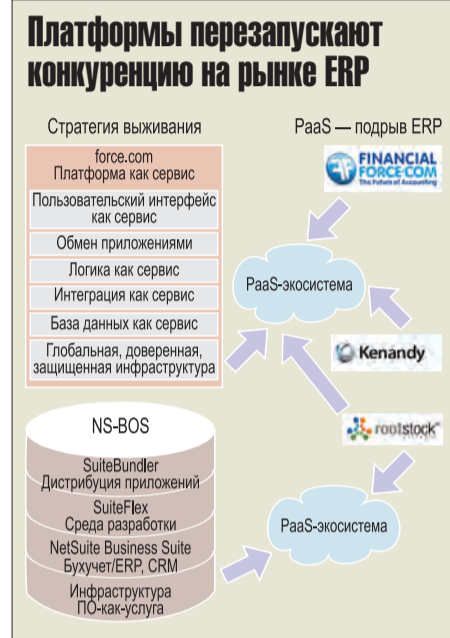 Платформы перезапускают
конкуренцию на рынке ERP
Стратегия выживания
force.com
Платформа как сервис
Пользовательский интерфейс
как сервис
Обмен приложениями
Логика как сервис
Интеграция как сервис
База данных как сервис
Глобальная, доверенная,
защищенная инфраструктура
NS-BOS
SuiteBundler
Дистрибуция приложений
SuiteFlex
Среда разработки
NetSuite Business Suite
Бухучет/ERP, CRM
Инфраструктура
ПО-как-услуга
PaaS — подрыв ERP
FINANCIAL
FORCE.COM
The Future of Accounting
PaaS-экосистема
Kenandy
rootstock
PaaS-экосистема